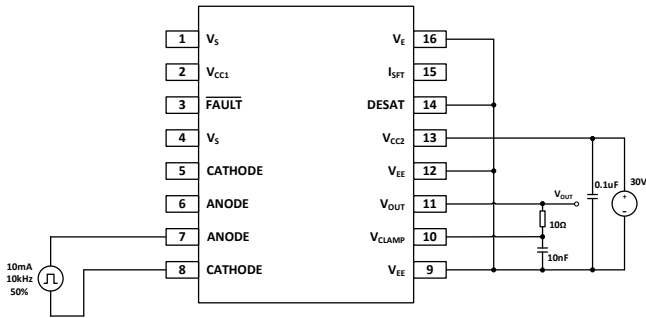 1 VS
2 VCC1
3 FAULT
4 VS
5 CATHODE
6 ANODE
7 ANODE
8 CATHODE
VE 16
ISFT 15
DESAT 14
VCC2 13
VEE 12
VOUT 11
VCLAMP 10
VEE 9
10mA
10kHz
50%
VOUT
10Ω
10nF
0.1uF
30V
+
-